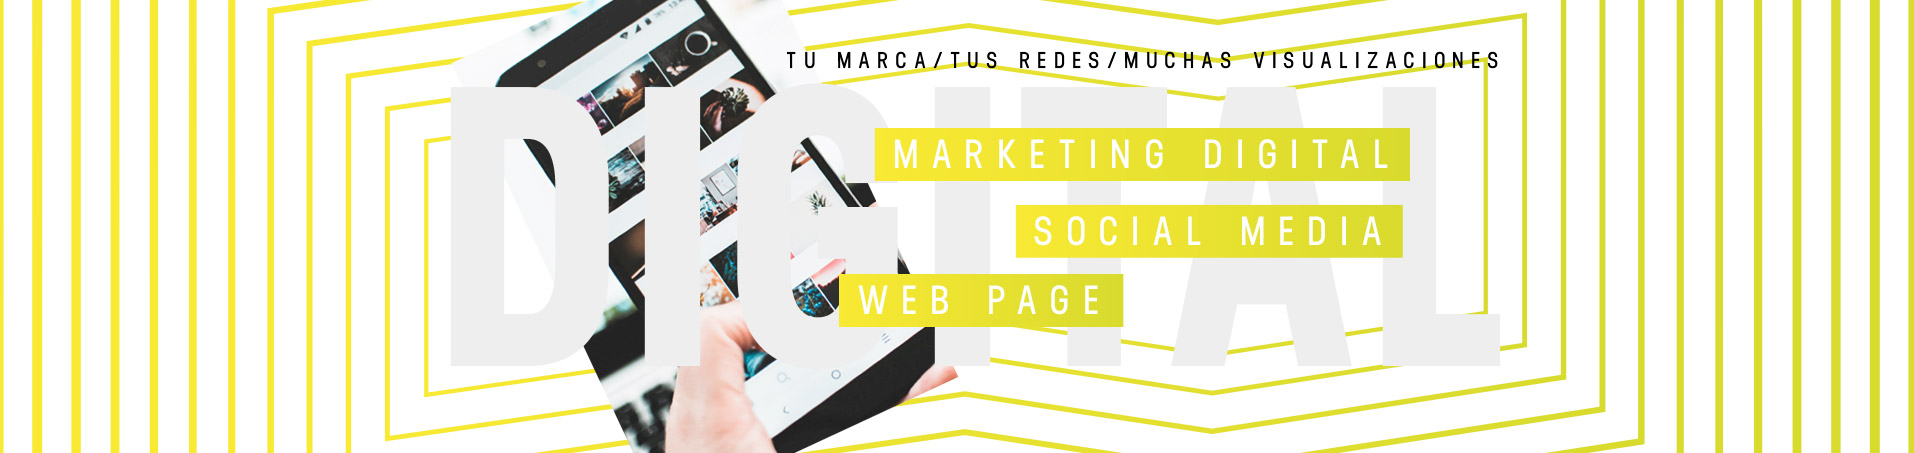 TU MARCA/TUS REDES/MUCHAS VISUALIZACIONES
DIGITAL
MARKETING DIGITAL
SOCIAL MEDIA
WEB PAGE